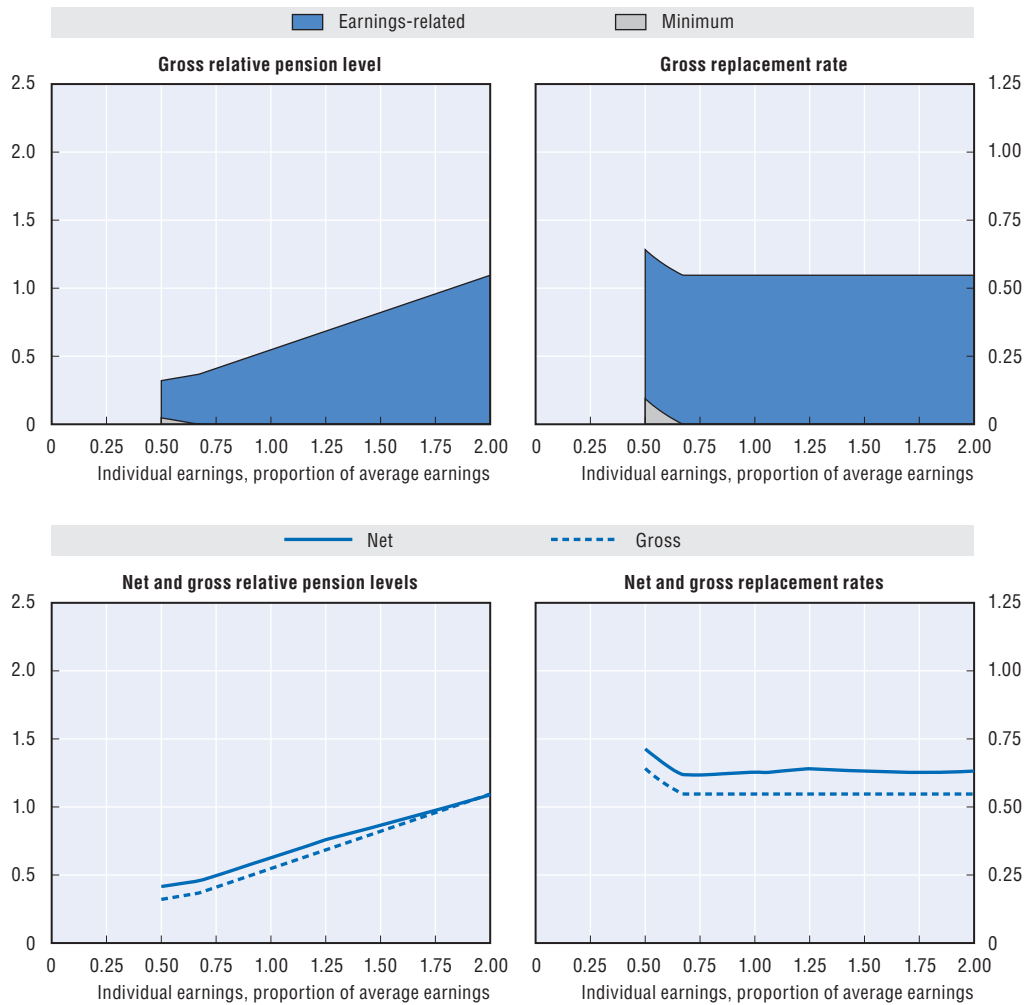 Earnings-related Minimum
Gross relative pension level
2.5
2.0
1.5
1.0
0.5
0
0 0.25 0.50 0.75 1.00 1.25 1.50 1.75 2.00
Individual earnings, proportion of average earnings
Gross replacement rate
1.25
1.00
0.75
0.50
0.25
0
0 0.25 0.50 0.75 1.00 1.25 1.50 1.75 2.00
Individual earnings, proportion of average earnings
Net Gross
Net and gross relative pension levels
2.5
2.0
1.5
1.0
0.5
0
0 0.25 0.50 0.75 1.00 1.25 1.50 1.75 2.00
Individual earnings, proportion of average earnings
Net and gross replacement rates
1.25
1.00
0.75
0.50
0.25
0
0 0.25 0.50 0.75 1.00 1.25 1.50 1.75 2.00
Individual earnings, proportion of average earnings